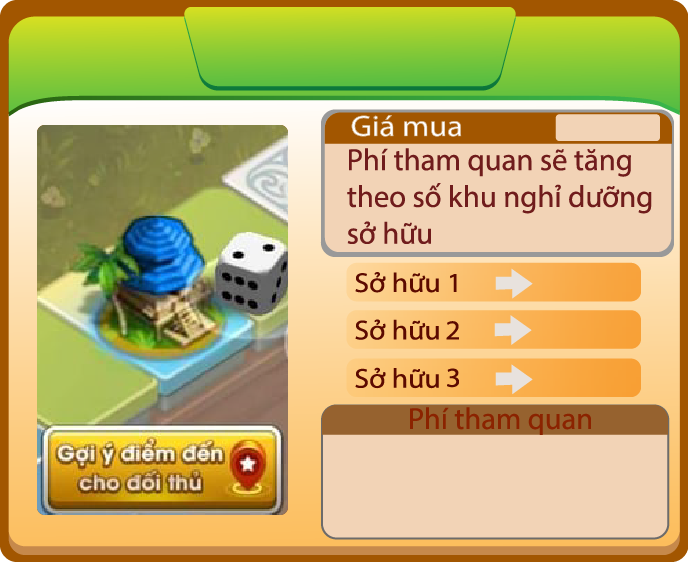 Giá mua
Phí tham quan sẽ tăng
theo số khu nghỉ dưỡng
sở hữu
Sở hữu 1
Sở hữu 2
Sở hữu 3
Phí tham quan
Gợi ý điểm đến
cho đối thủ